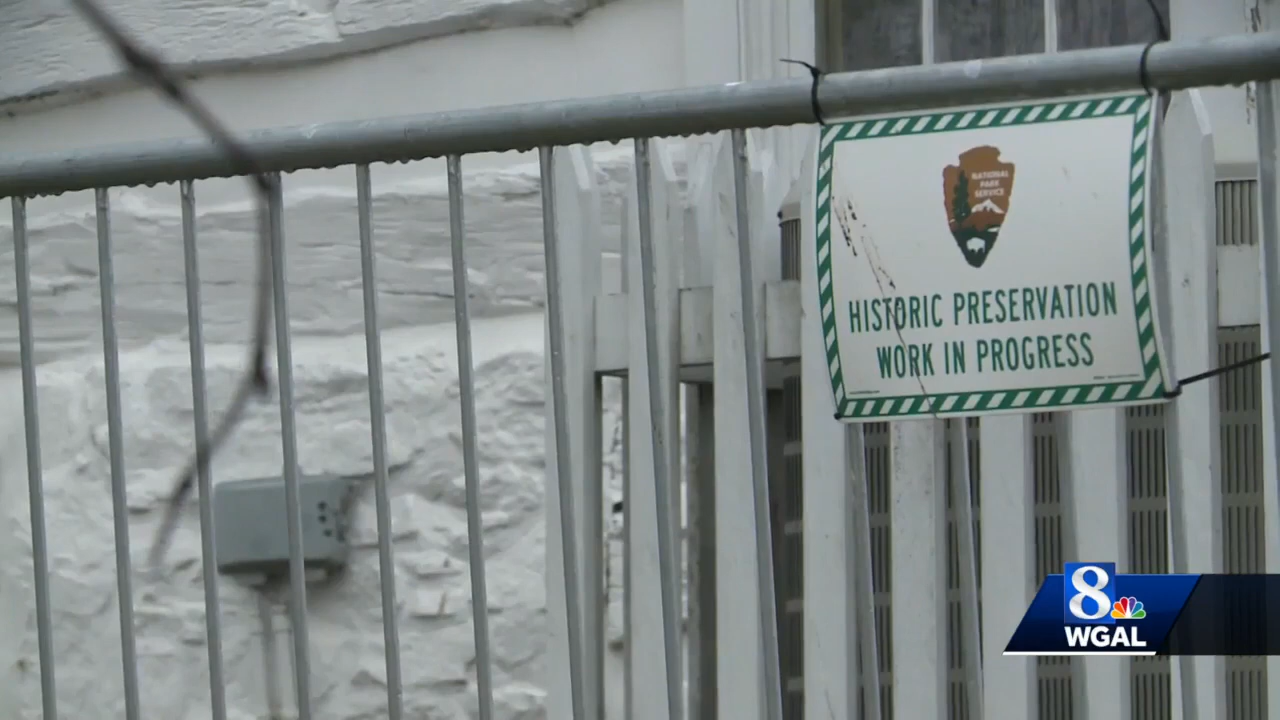 NATIONAL
PARK
SERVICE
HISTORIC PRESERVATION
WORK IN PROGRESS
8
WGAL